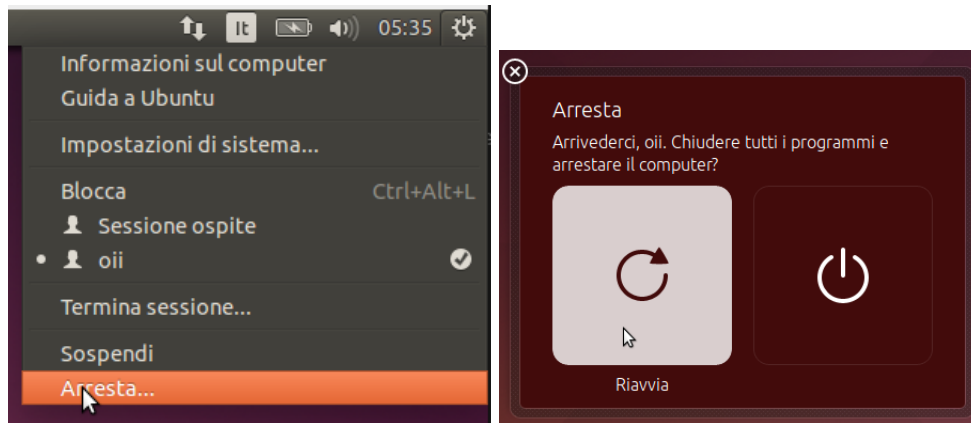 It 05:35
Informazioni sul computer
Guida a Ubuntu
Impostazioni di sistema...
Blocca Ctrl+Alt+L
Sessione ospite
oii
Termina sessione...
Sospendi
Arresta...
Arresta
Arrivederci, oii. Chiudere tutti i programmi e
arrestare il computer?
Riavvia